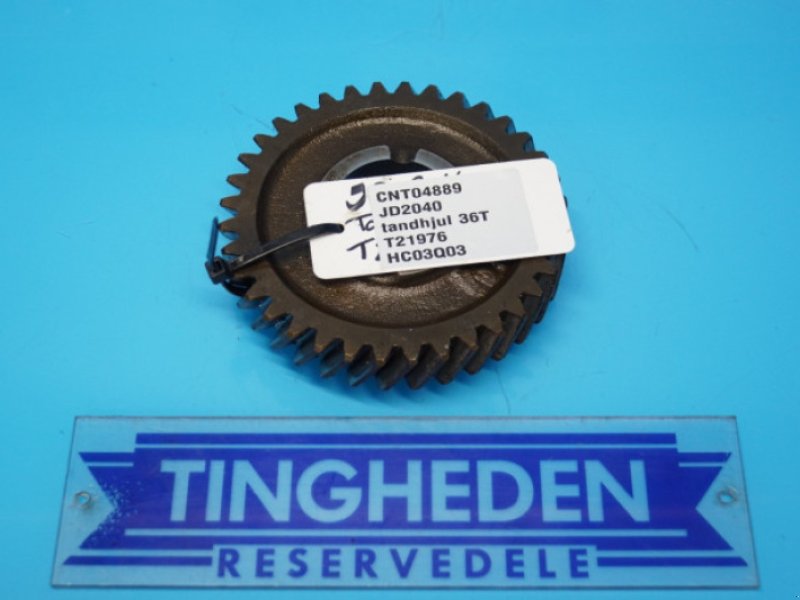 CNT04889
JD2040
tandhjul 36T
T21976
HC03Q03
TINGHEDEN
RESERVEDELE